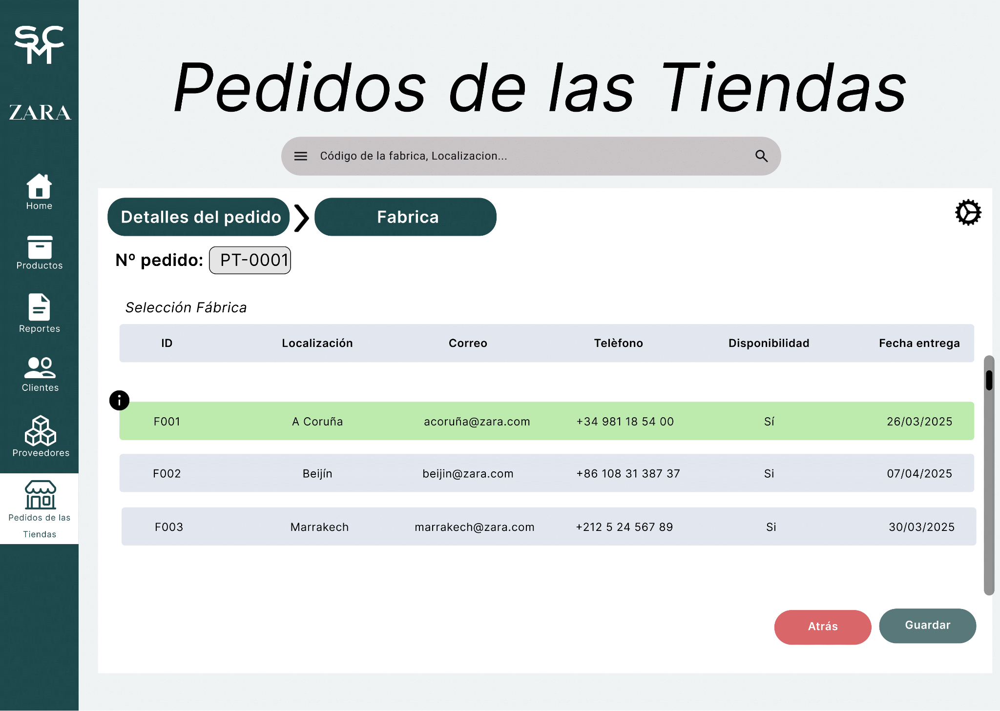 SCM
ZARA
Home
Productos
Reportes
Clientes
Proveedores
Pedidos de las
Tiendas
Pedidos de las Tiendas
Código de la fabrica, Localizacion...
Detalles del pedido Fabrica
Nº pedido: PT-0001
Selección Fábrica
ID Localización Correo Telèfono Disponibilidad Fecha entrega
F001 A Coruña acoruña@zara.com +34 981 18 54 00 Sí 26/03/2025
F002 Beijín beijin@zara.com +86 108 31 387 37 Si 07/04/2025
F003 Marrakech marrakech@zara.com +212 5 24 567 89 Si 30/03/2025
Atrás Guardar